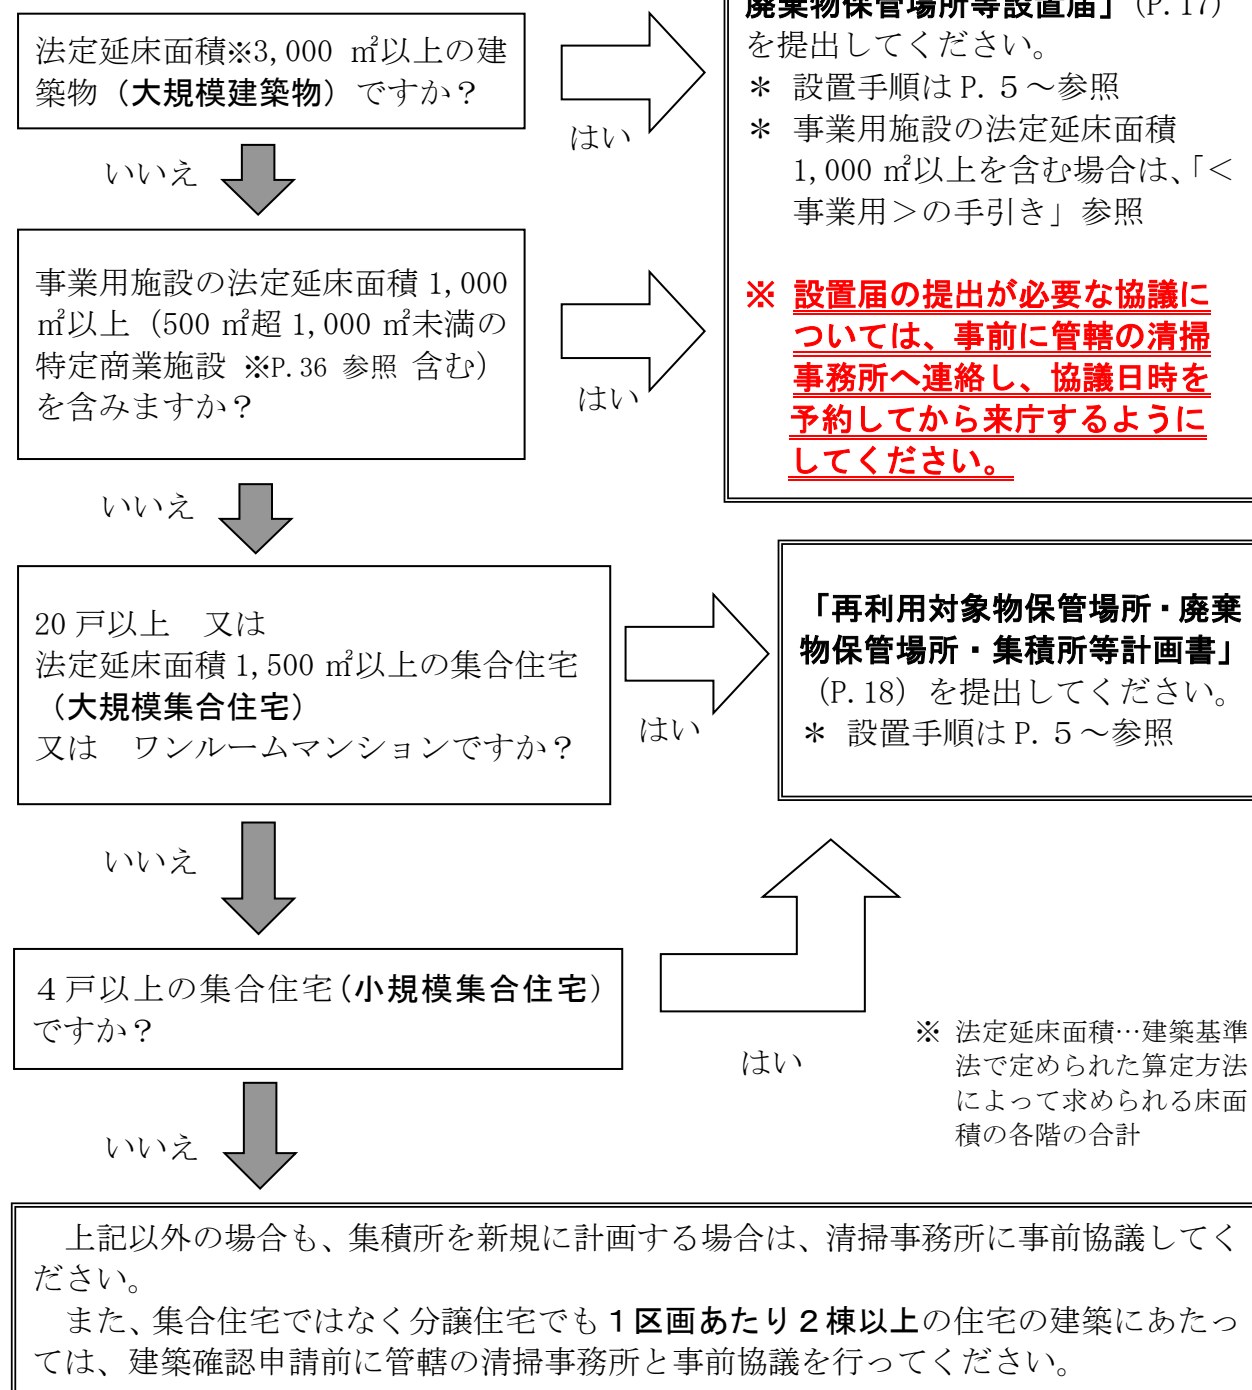 廃棄物保管場所等設置届」(P.17)
を提出してください。
＊ 設置手順は P.５～参照
＊ 事業用施設の法定延床面積
1,000 ㎡以上を含む場合は、「＜
事業用＞の手引き」参照
※ 設置届の提出が必要な協議に
ついては、事前に管轄の清掃
事務所へ連絡し、協議日時を
予約してから来庁するように
してください。
法定延床面積※3,000 ㎡以上の建
築物（大規模建築物）ですか？
はい
いいえ
事業用施設の法定延床面積 1,000
㎡以上（500 ㎡超 1,000 ㎡未満の
特定商業施設 ※P.36 参照 含む）
を含みますか？
はい
いいえ
20 戸以上　又は
法定延床面積 1,500 ㎡以上の集合住宅
（大規模集合住宅）
又は　ワンルームマンションですか？
はい
「再利用対象物保管場所・廃棄
物保管場所・集積所等計画書」
（P.18）を提出してください。
＊ 設置手順は P.５～参照
いいえ
４戸以上の集合住宅（小規模集合住宅）
ですか？
はい
※ 法定延床面積…建築基準
法で定められた算定方法
によって求められる床面
積の各階の合計
いいえ
上記以外の場合も、集積所を新規に計画する場合は、清掃事務所に事前協議してく
ださい。
また、集合住宅ではなく分譲住宅でも１区画あたり２棟以上の住宅の建築にあたっ
ては、建築確認申請前に管轄の清掃事務所と事前協議を行ってください。